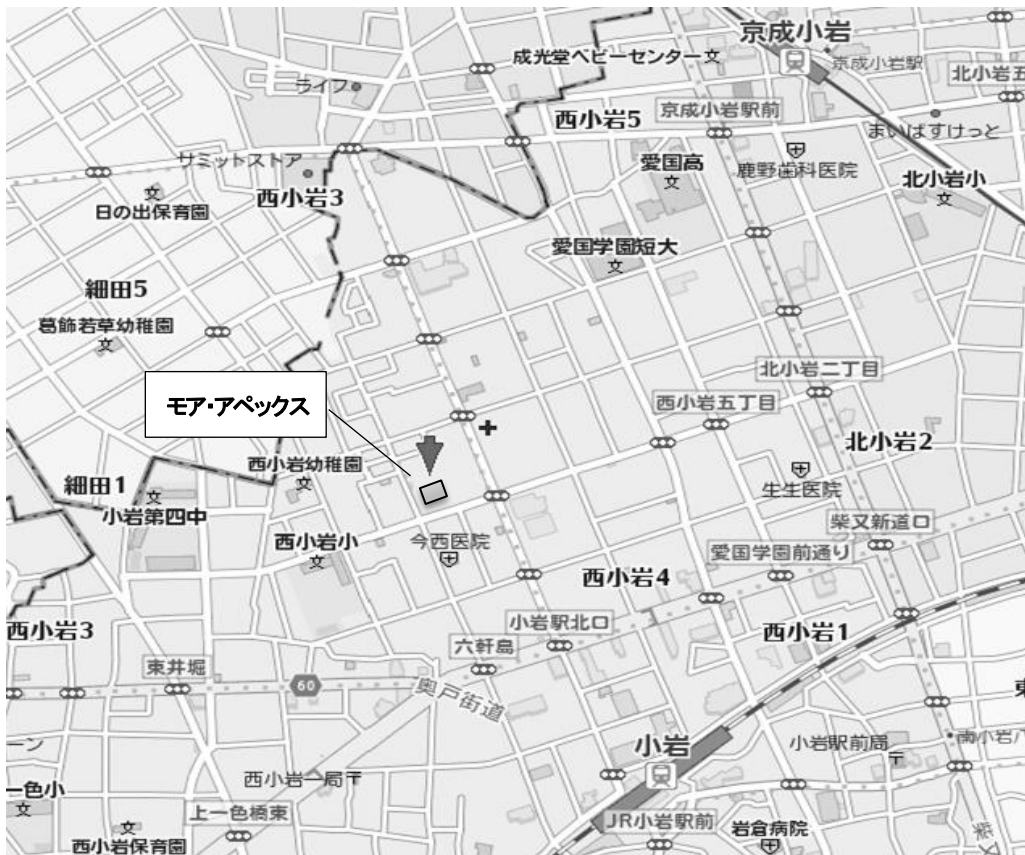 京成小岩
成光堂ベビーセンター
京成小岩駅
北小岩五
ライフ
京成小岩駅前
西小岩5
まいばすけっと
サミットストア
愛国高
鹿野歯科医院
北小岩小
西小岩3
日の出保育園
愛国学園短大
細田5
葛飾若草幼稚園
北小岩二丁目
モア・アペックス
西小岩五丁目
北小岩2
西小岩幼稚園
細田1
生生医院
小岩第四中
柴又新道口
西小岩小
今西医院
愛国学園前通り
西小岩4
西小岩3
小岩駅北口
西小岩1
六軒島
東井堀
60
奥戸街道
東
小岩
小岩駅前局
南小岩八
ーン
西小岩一局
一色小
上一色橋東
JR小岩駅前
岩倉病院
西小岩保育園
柴又